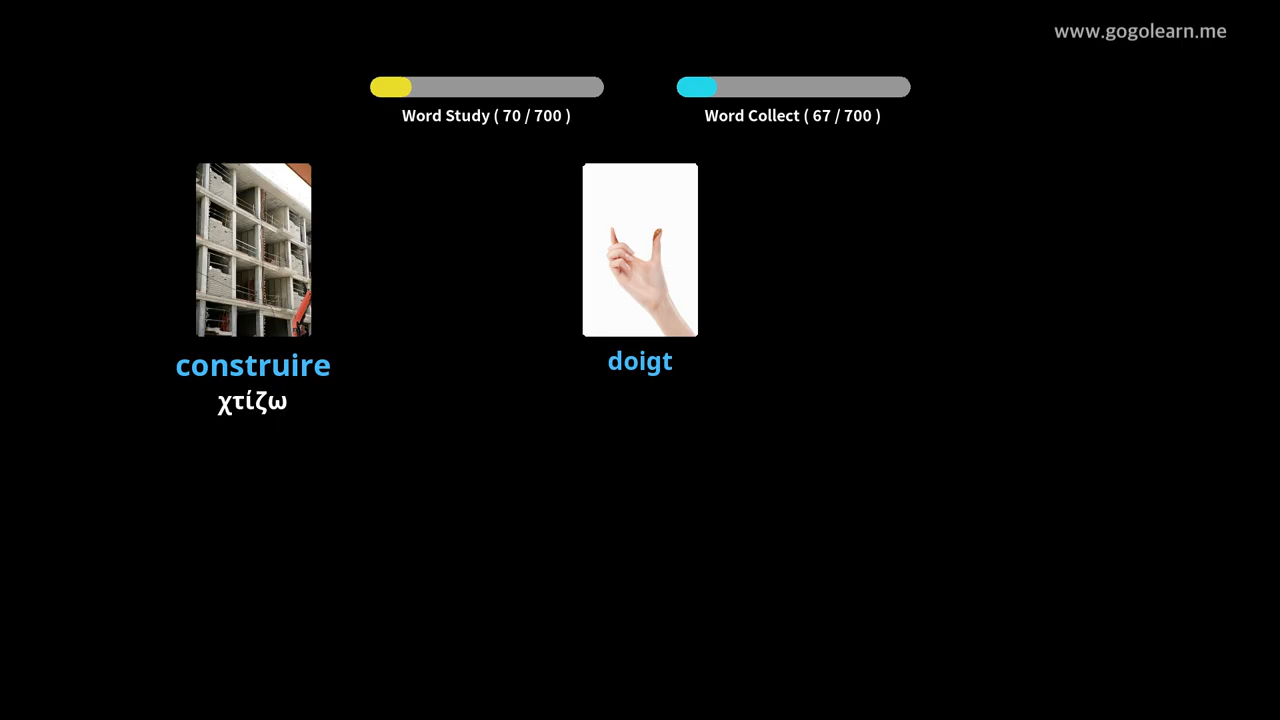 www.gogolearn.me
Word Study ( 70 / 700 )
Word Collect ( 67 / 700 )
construire
χτίζω
doigt